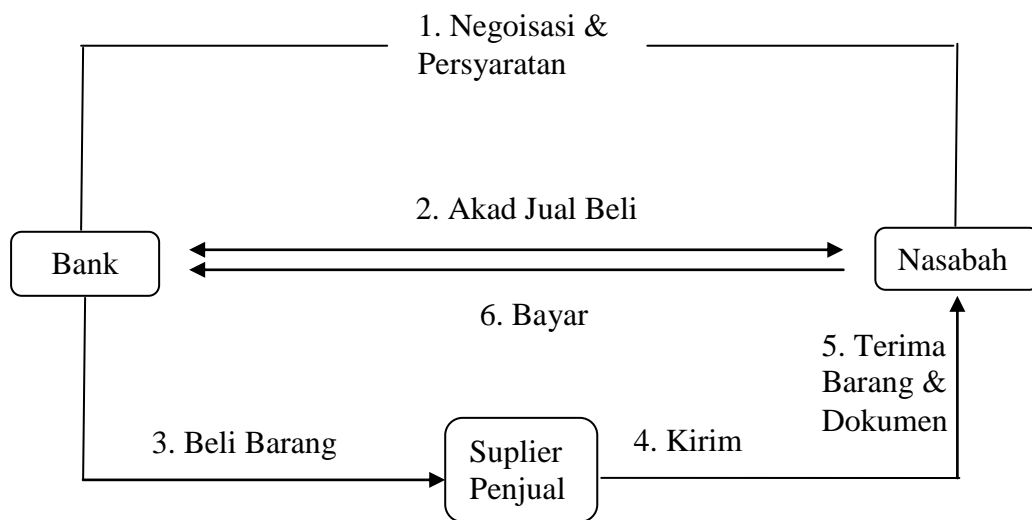 1. Negoisasi &
Persyaratan
2. Akad Jual Beli
Bank
Nasabah
6. Bayar
5. Terima
Barang &
Dokumen
3. Beli Barang
Suplier
Penjual
4. Kirim